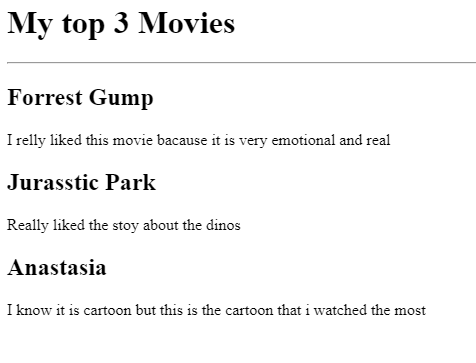 My top 3 Movies
Forrest Gump
I relly liked this movie bacause it is very emotional and real
Jurasstic Park
Really liked the stoy about the dinos
Anastasia
I know it is cartoon but this is the cartoon that i watched the most